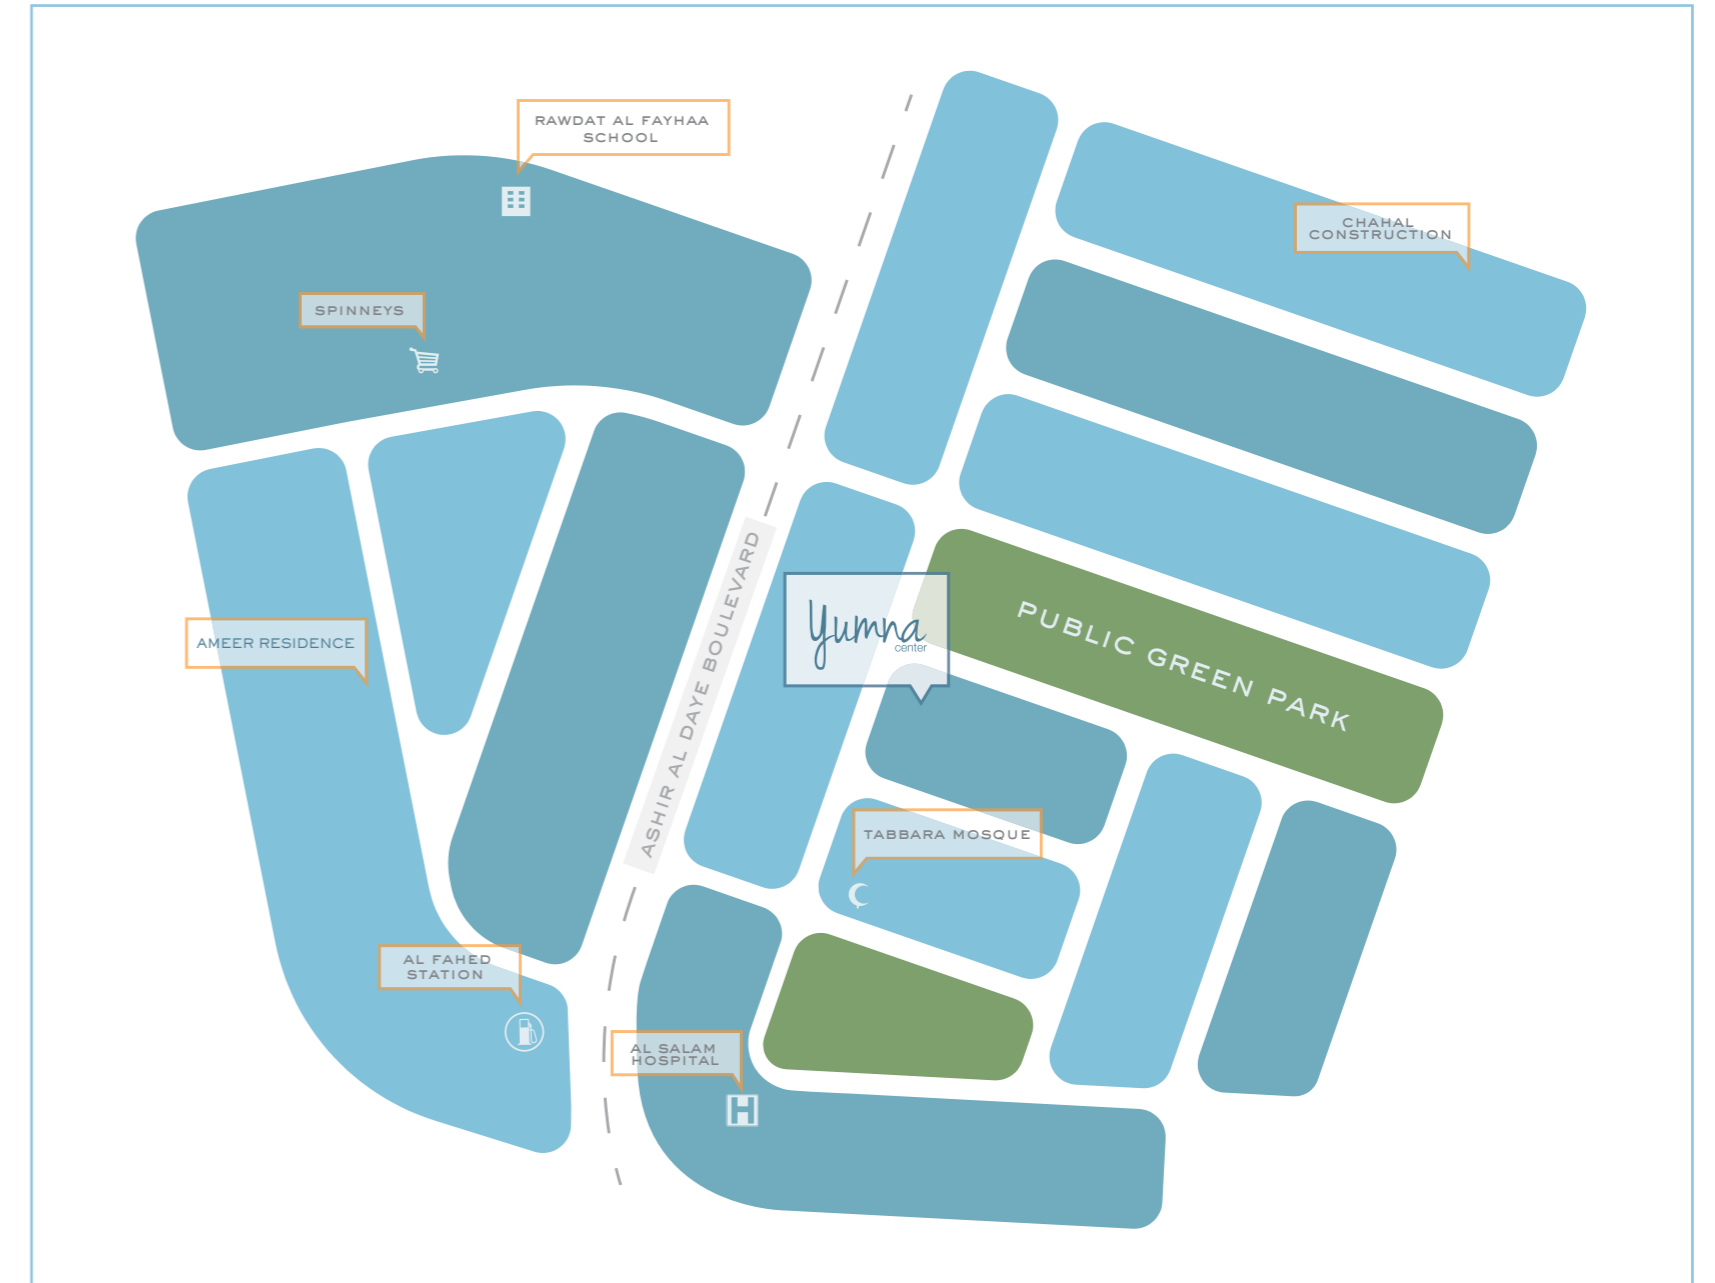 RAWDAT AL FAYHAA
SCHOOL
CHAHAL
CONSTRUCTION
SPINNEYS
ASHIR AL DAYE BOULEVARD
Yumna
center
PUBLIC GREEN PARK
AMEER RESIDENCE
TABBARA MOSQUE
AL FAHED
STATION
AL SALAM
HOSPITAL
H